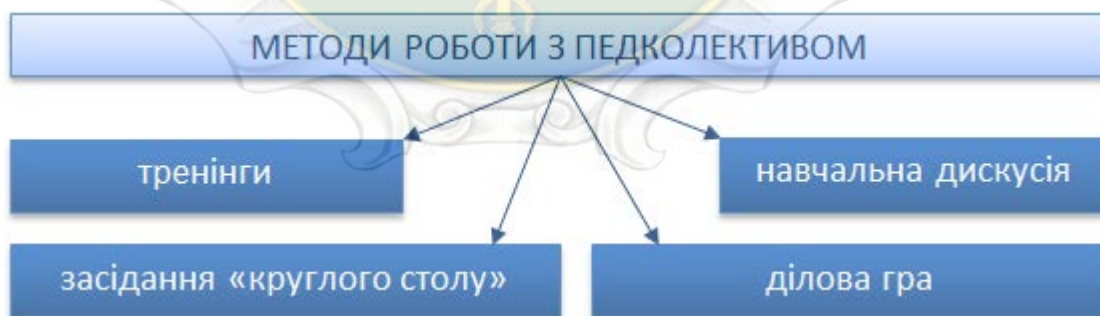 МЕТОДИ РОБОТИ З ПЕДКОЛЕКТИВОМ
тренінги
навчальна дискусія
засідання «круглого столу»
ділова гра